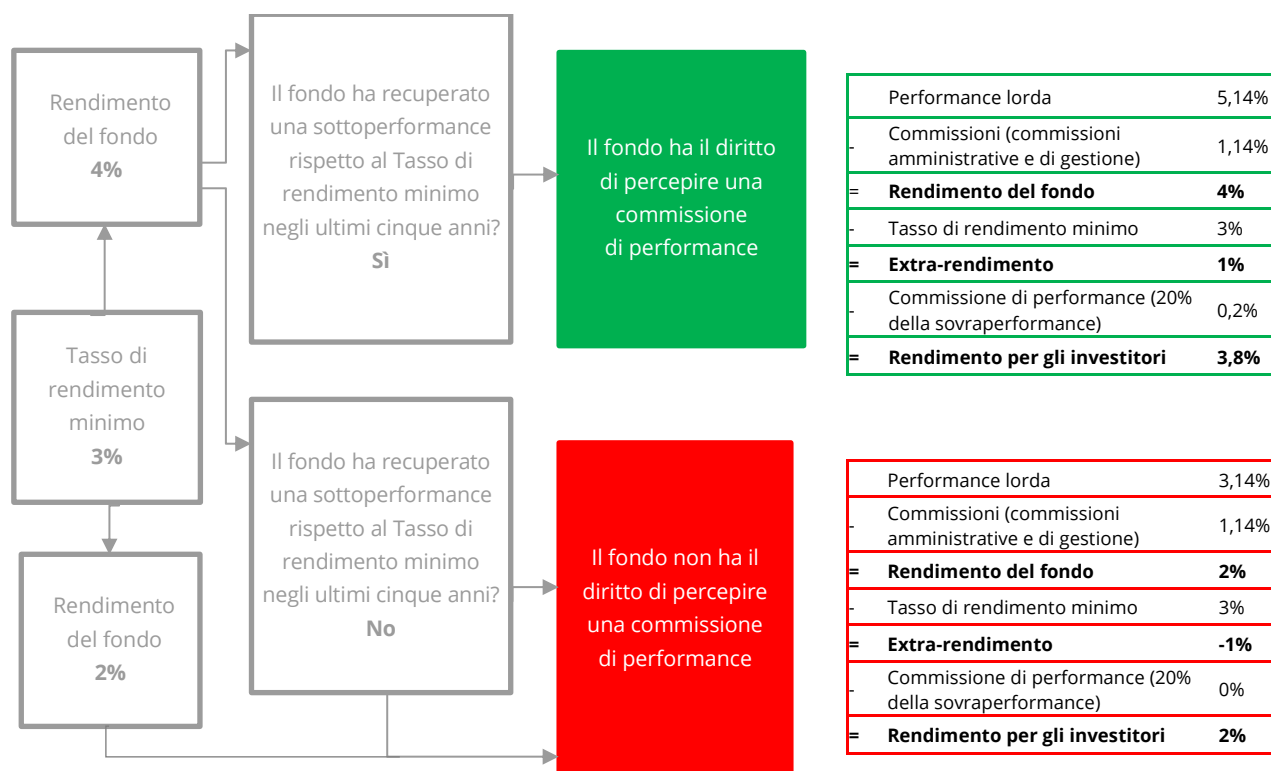 Rendimento
del fondo
4%
Tasso di
rendimento
minimo
3%
Rendimento
del fondo
2%
Il fondo ha recuperato
una sottoperformance
rispetto al Tasso di
rendimento minimo
negli ultimi cinque anni?
Sì
Il fondo ha recuperato
una sottoperformance
rispetto al Tasso di
rendimento minimo
negli ultimi cinque anni?
No
Il fondo ha il diritto
di percepire una
commissione
di performance
Il fondo non ha il
diritto di percepire
una commissione
di performance
Performance lorda 5,14%
- Commissioni (commissioni
amministrative e di gestione) 1,14%
= Rendimento del fondo 4%
- Tasso di rendimento minimo 3%
= Extra-rendimento 1%
- Commissione di performance (20%
della sovraperformance) 0,2%
= Rendimento per gli investitori 3,8%
Performance lorda 3,14%
- Commissioni (commissioni
amministrative e di gestione) 1,14%
= Rendimento del fondo 2%
- Tasso di rendimento minimo 3%
= Extra-rendimento -1%
- Commissione di performance (20%
della sovraperformance) 0%
= Rendimento per gli investitori 2%